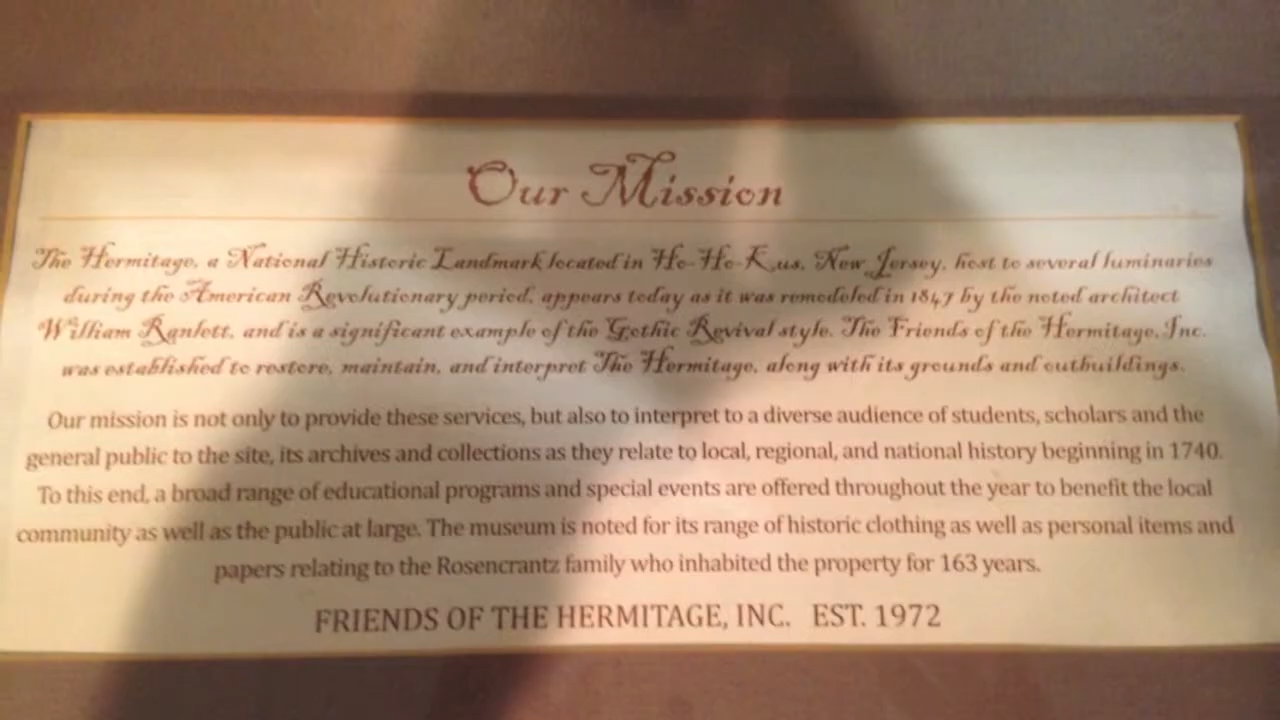 Our Mission
The Hermitage, a National Historic Landmark located in Ho-Ho-Kus, New Jersey, host to several luminaries
during the American Revolutionary period, appears today as it was remodeled in 1847 by the noted architect
William Ranlett, and is a significant example of the Gothic Revival style. The Friends of the Hermitage, Inc.
was established to restore, maintain, and interpret The Hermitage, along with its grounds and outbuildings.
Our mission is not only to provide these services, but also to interpret to a diverse audience of students, scholars and the
general public to the site, its archives and collections as they relate to local, regional, and national history beginning in 1740.
To this end, a broad range of educational programs and special events are offered throughout the year to benefit the local
community as well as the public at large. The museum is noted for its range of historic clothing as well as personal items and
papers relating to the Rosencrantz family who inhabited the property for 163 years.
FRIENDS OF THE HERMITAGE, INC. EST. 1972